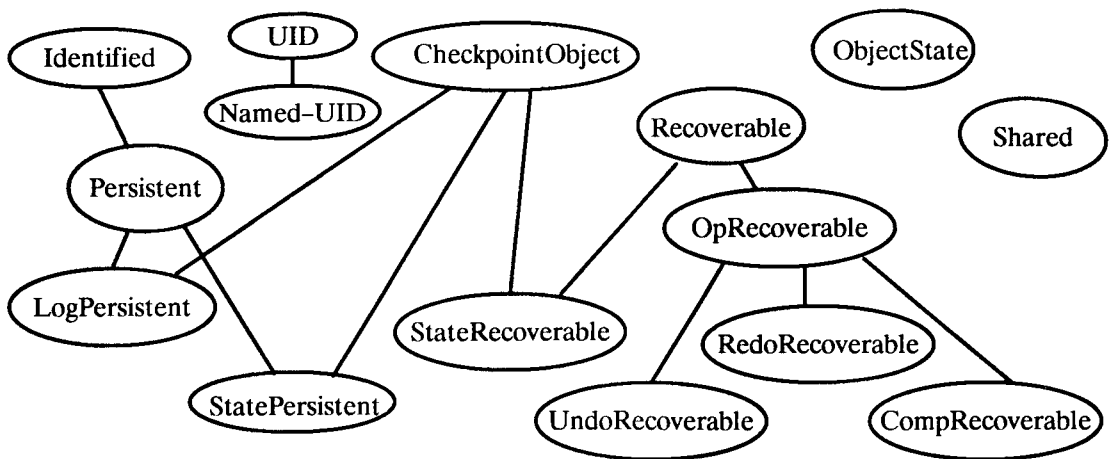 Identified
UID
CheckpointObject
ObjectState
Named-UID
Recoverable
Shared
Persistent
OpRecoverable
LogPersistent
StateRecoverable
RedoRecoverable
StatePersistent
UndoRecoverable
CompRecoverable